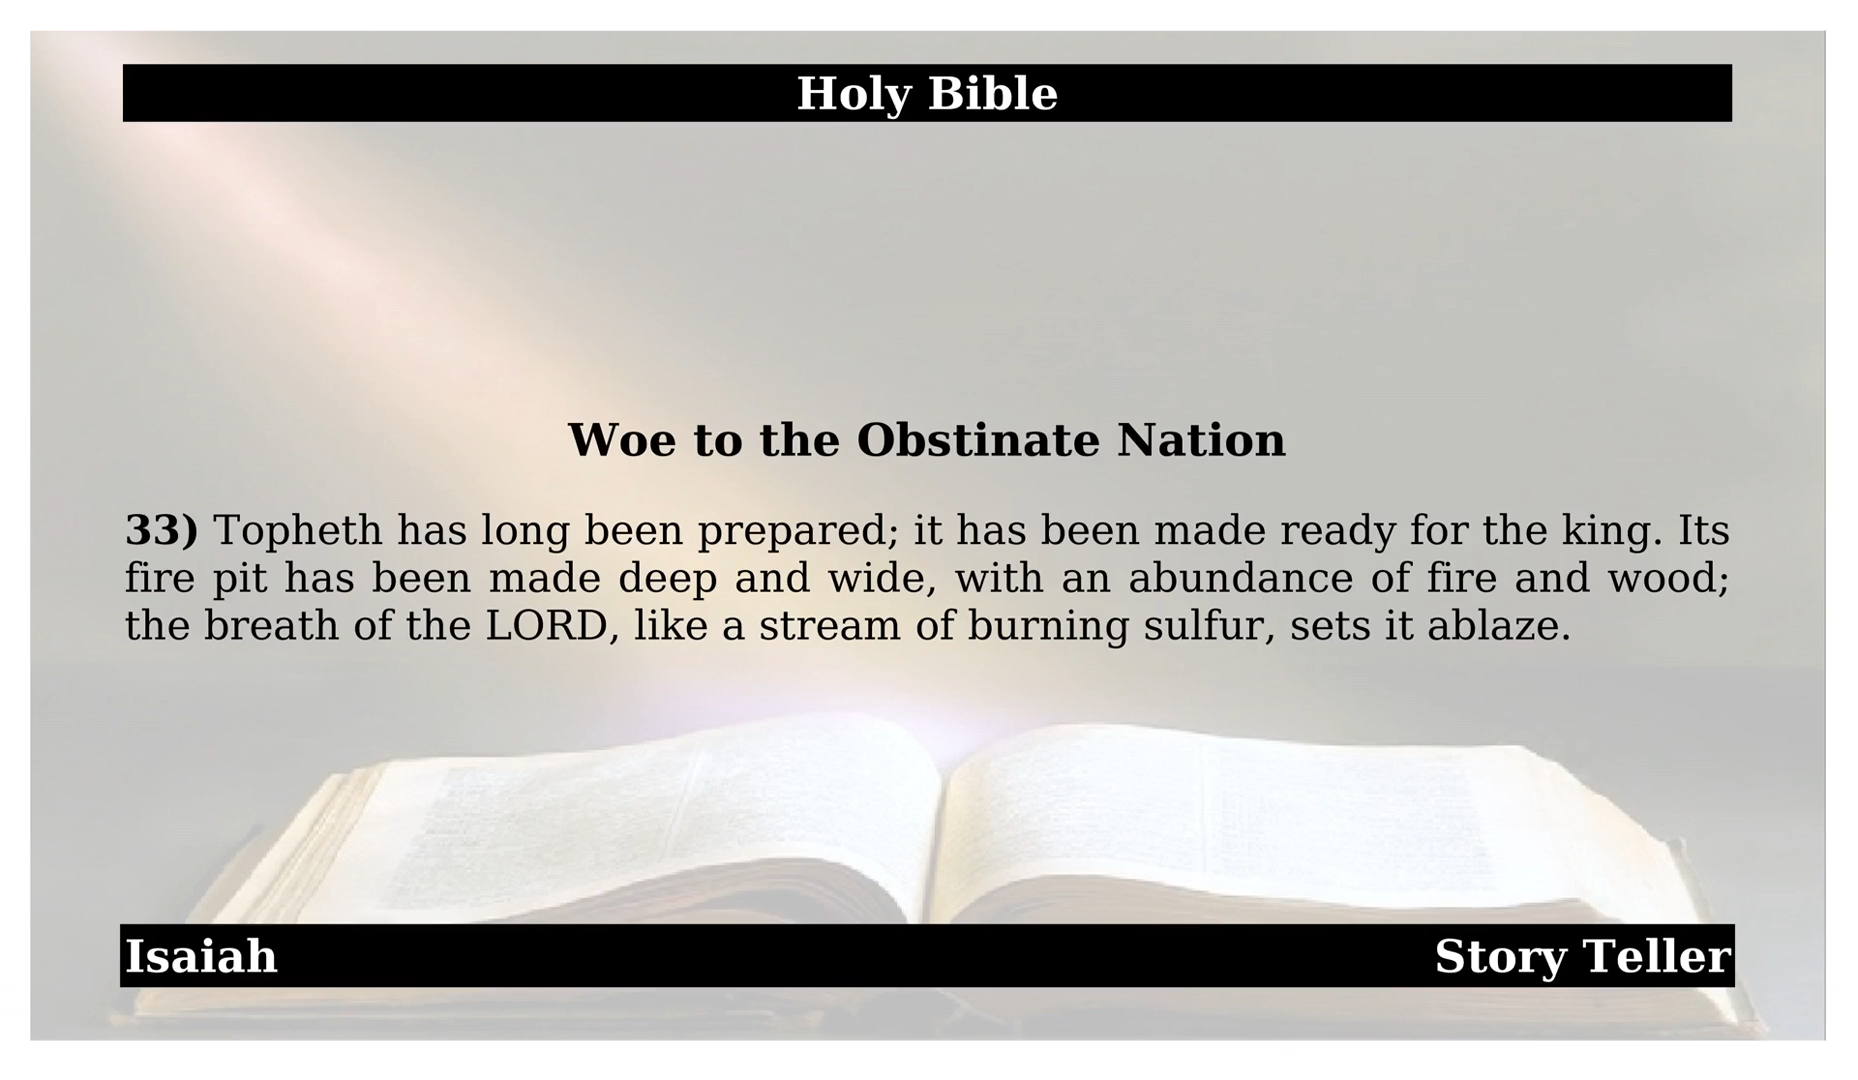 Holy Bible
Woe to the Obstinate Nation
33) Topheth has long been prepared; it has been made ready for the king. Its
fire pit has been made deep and wide, with an abundance of fire and wood;
the breath of the LORD, like a stream of burning sulfur, sets it ablaze.
Isaiah
Story Teller